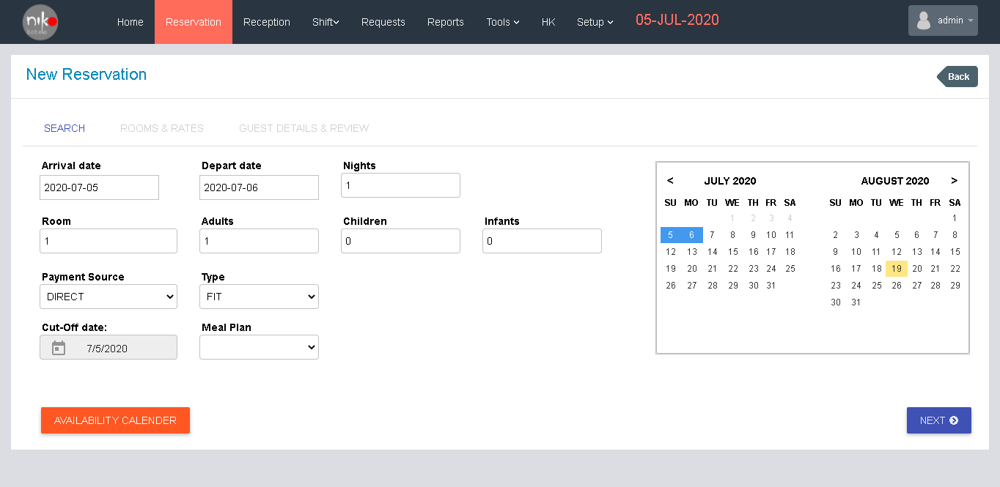 niko
hotels
Home Reservation Reception Shift Requests Reports Tools HK Setup 05-JUL-2020 admin
New Reservation
Back
SEARCH ROOMS & RATES GUEST DETAILS & REVIEW
Arrival date Depart date Nights
2020-07-05 2020-07-06 1
Room Adults Children Infants
1 1 0 0
Payment Source Type
DIRECT FIT
Cut-Off date: Meal Plan
7/5/2020
< JULY 2020
SU MO TU WE TH FR SA
1 2 3 4
5 6 7 8 9 10 11
12 13 14 15 16 17 18
19 20 21 22 23 24 25
26 27 28 29 30 31
AUGUST 2020 >
SU MO TU WE TH FR SA
1
2 3 4 5 6 7 8
9 10 11 12 13 14 15
16 17 18 19 20 21 22
23 24 25 26 27 28 29
30 31
AVAILABILITY CALENDER
NEXT